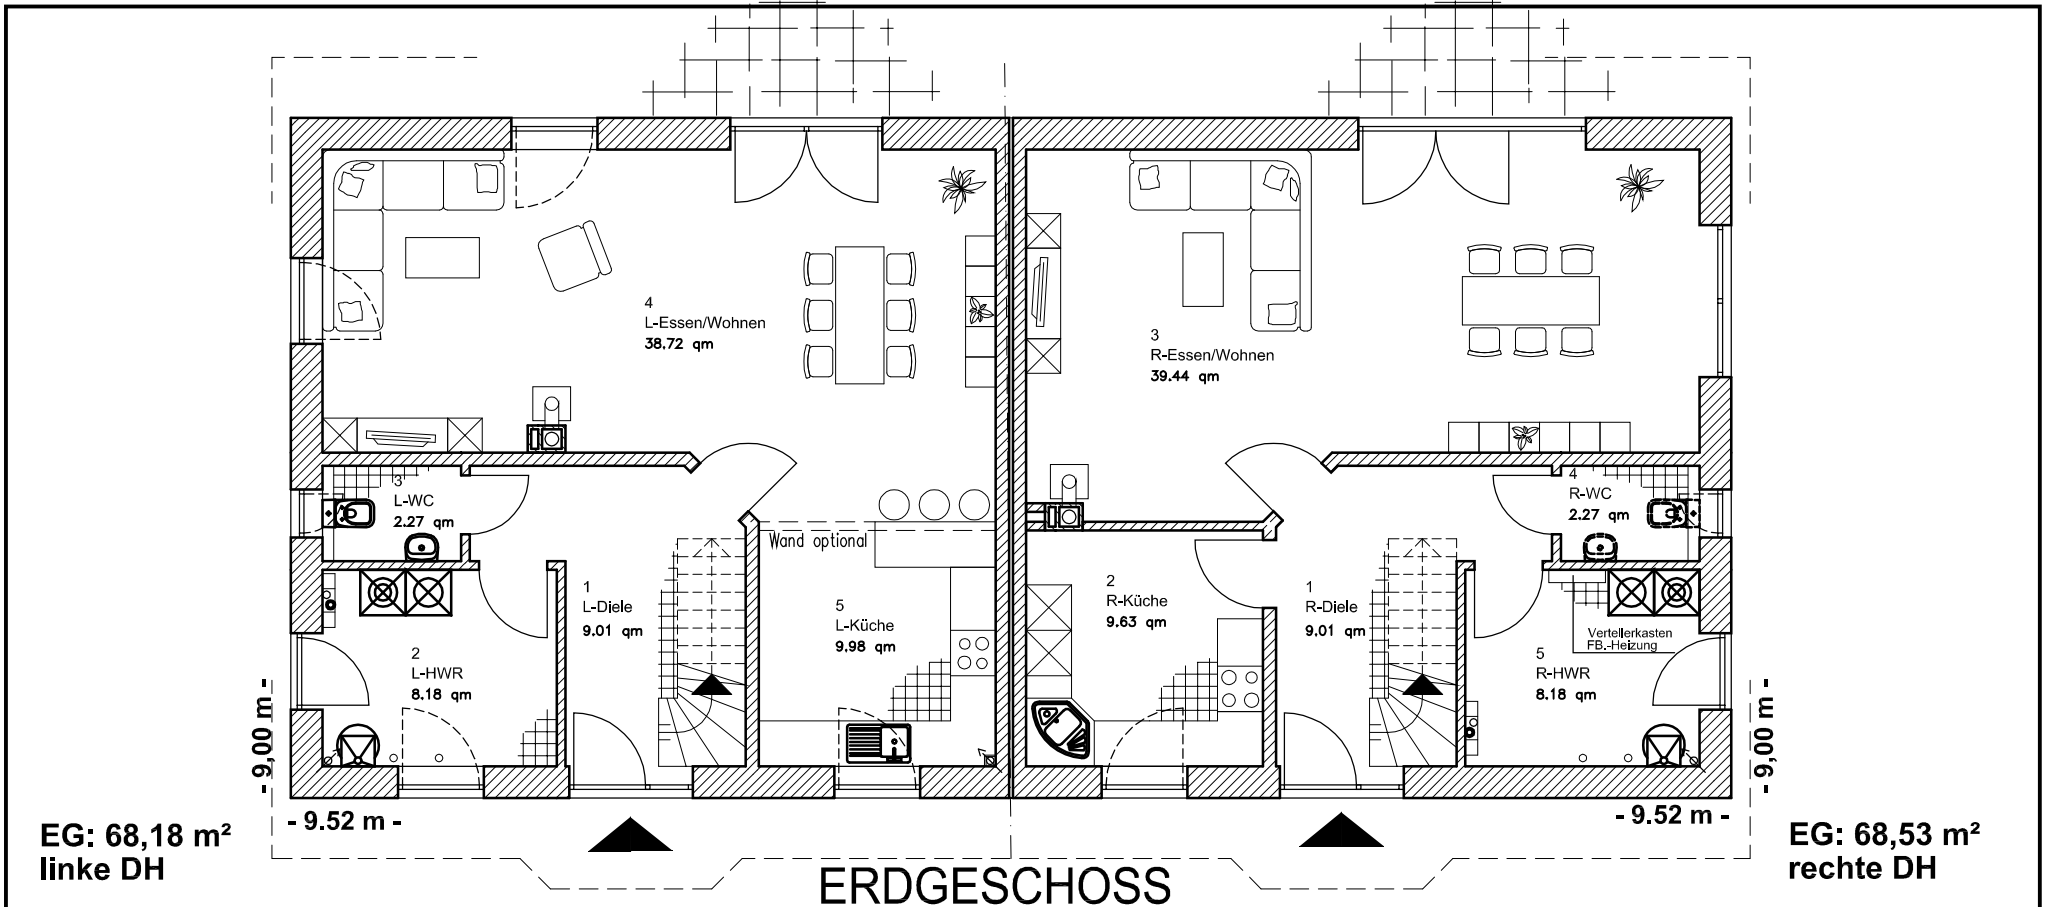 4
L-Essen/Wohnen
38,72 qm
3
R-Essen/Wohnen
39.44 qm
3
L-WC
2.27 qm
4
R-WC
2.27 qm
Wand optional
1
L-Diele
9.01 qm
5
L-Küche
9,98 qm
2
R-Küche
9.63 qm
1
R-Diele
9.01 qm
Verteilerkasten
FB.-Heizung
2
L-HWR
8.18 qm
5
R-HWR
8.18 qm
- 9,00 m -
- 9,00 m -
- 9.52 m -
- 9.52 m -
EG: 68,18 m²
linke DH
EG: 68,53 m²
rechte DH
ERDGESCHOSS